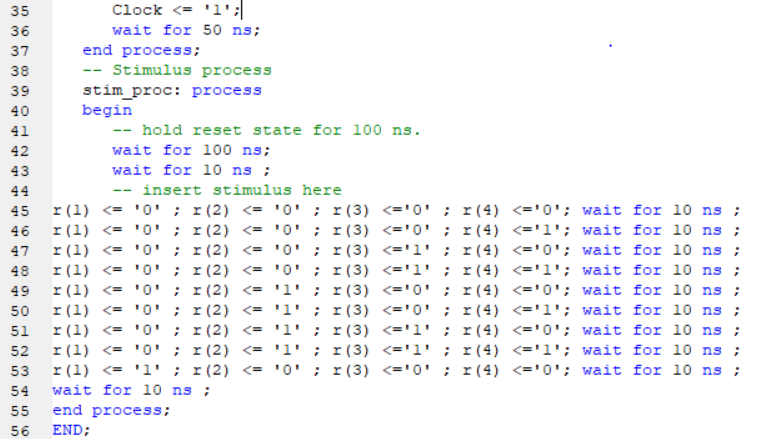 35 Clock <= '1';
36 wait for 50 ns;
37 end process;
38 -- Stimulus process
39 stim_proc: process
40 begin
41 -- hold reset state for 100 ns.
42 wait for 100 ns;
43 wait for 10 ns ;
44 -- insert stimulus here
45 r(1) <= '0' ; r(2) <= '0' ; r(3) <='0' ; r(4) <='0'; wait for 10 ns ;
46 r(1) <= '0' ; r(2) <= '0' ; r(3) <='0' ; r(4) <='1'; wait for 10 ns ;
47 r(1) <= '0' ; r(2) <= '0' ; r(3) <='1' ; r(4) <='0'; wait for 10 ns ;
48 r(1) <= '0' ; r(2) <= '0' ; r(3) <='1' ; r(4) <='1'; wait for 10 ns ;
49 r(1) <= '0' ; r(2) <= '1' ; r(3) <='0' ; r(4) <='0'; wait for 10 ns ;
50 r(1) <= '0' ; r(2) <= '1' ; r(3) <='0' ; r(4) <='1'; wait for 10 ns ;
51 r(1) <= '0' ; r(2) <= '1' ; r(3) <='1' ; r(4) <='0'; wait for 10 ns ;
52 r(1) <= '0' ; r(2) <= '1' ; r(3) <='1' ; r(4) <='1'; wait for 10 ns ;
53 r(1) <= '1' ; r(2) <= '0' ; r(3) <='0' ; r(4) <='0'; wait for 10 ns ;
54 wait for 10 ns ;
55 end process;
56 END;